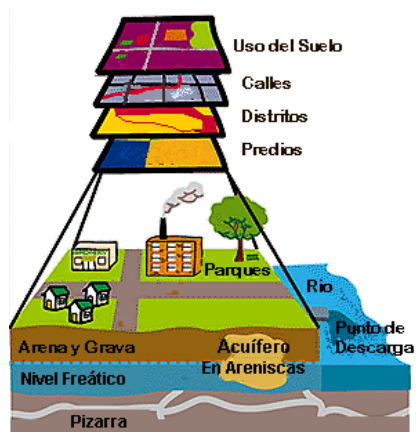 Uso del Suelo
Calles
Distritos
Predios
Parques
Rio
Punto de
Descarga
Arena y Grava
Acuífero
En Areniscas
Nivel Freático
Pizarra